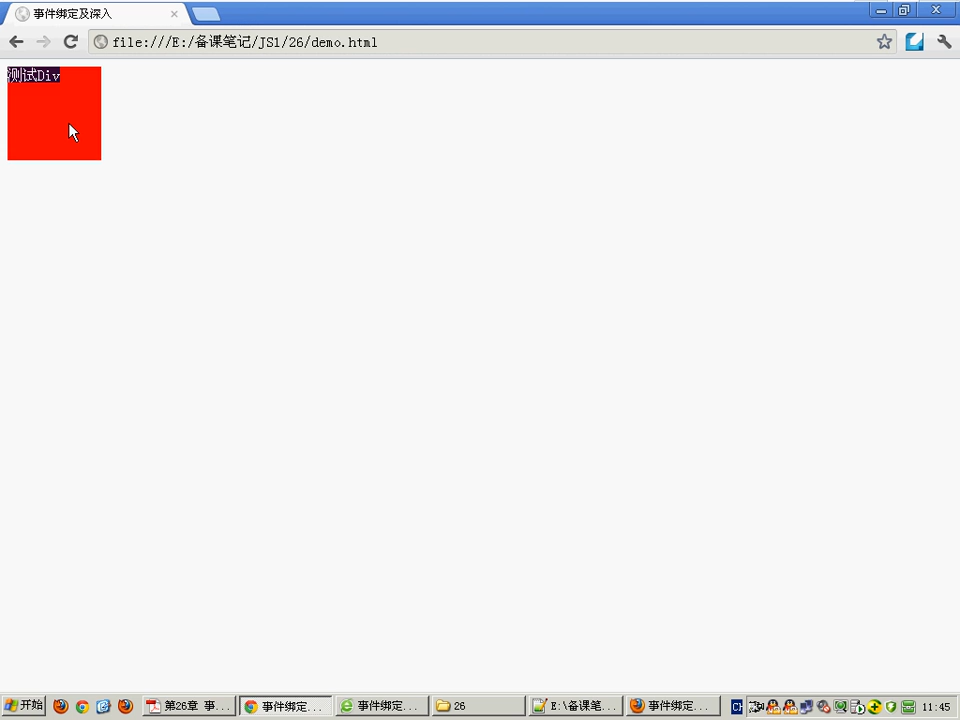 事件绑定及深入
file:///E:/备课笔记/JS1/26/demo.html
测试Div
开始
第26章 事...
事件绑定...
事件绑定...
26
E:\备课笔...
事件绑定...
CH
11:45